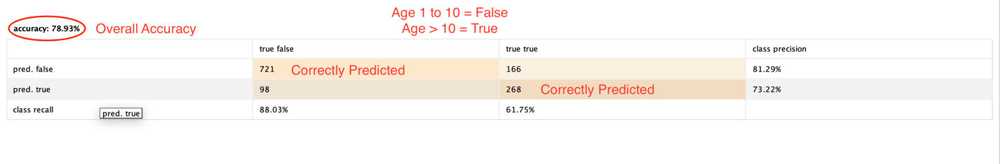 Age 1 to 10 = False
accuracy: 78.93% Overall Accuracy Age > 10 = True
true false true true class precision
pred. false 721 Correctly Predicted 166 81.29%
pred. true 98 268 Correctly Predicted 73.22%
class recall 88.03% 61.75%
pred. true